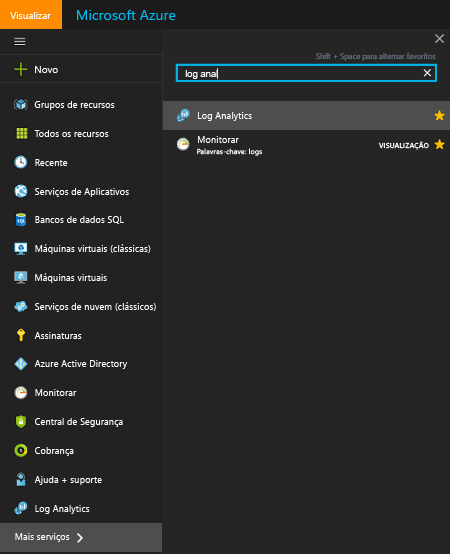 Visualizar
Microsoft Azure
Shift + Space para alternar favoritos
Novo
log ana
Grupos de recursos
Log Analytics
Todos os recursos
Monitorar
Palavras-chave: logs
VISUALIZAÇÃO
Recente
Serviços de Aplicativos
Bancos de dados SQL
Máquinas virtuais (clássicas)
Máquinas virtuais
Serviços de nuvem (clássicos)
Assinaturas
Azure Active Directory
Monitorar
Central de Segurança
Cobrança
Ajuda + suporte
Log Analytics
Mais serviços